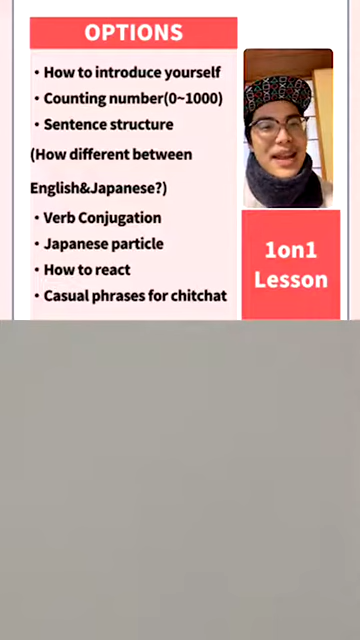 OPTIONS
・How to introduce yourself
・Counting number(0~1000)
・Sentence structure
(How different between
English&Japanese?)
・Verb Conjugation
・Japanese particle
・How to react
・Casual phrases for chitchat
1on1
Lesson